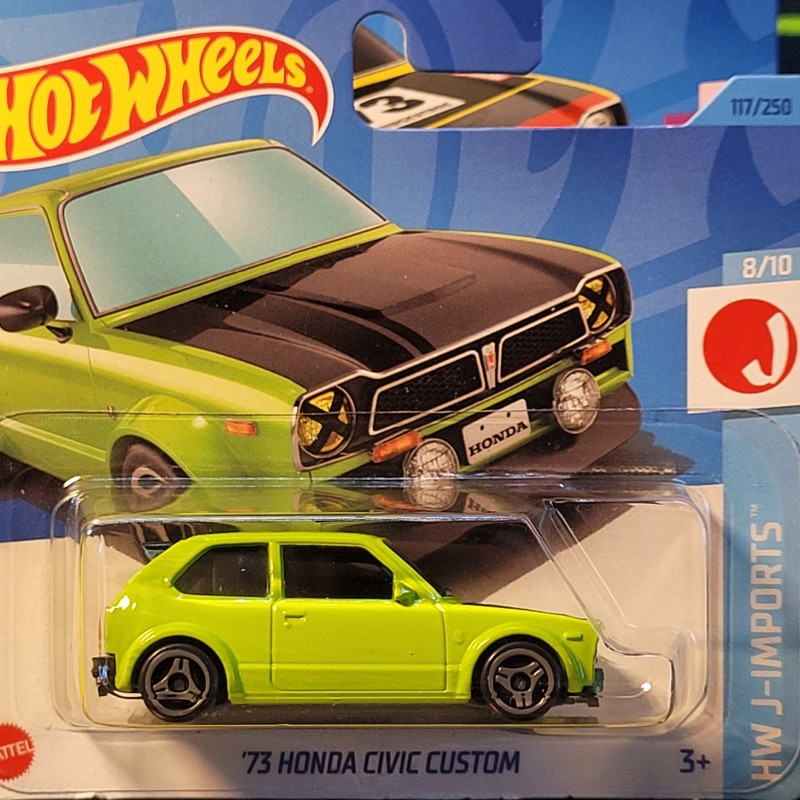 HOT WHEELS
3
117/250
8/10
J
HONDA
HW J-IMPORTS™
MATTEL
'73 HONDA CIVIC CUSTOM
3+